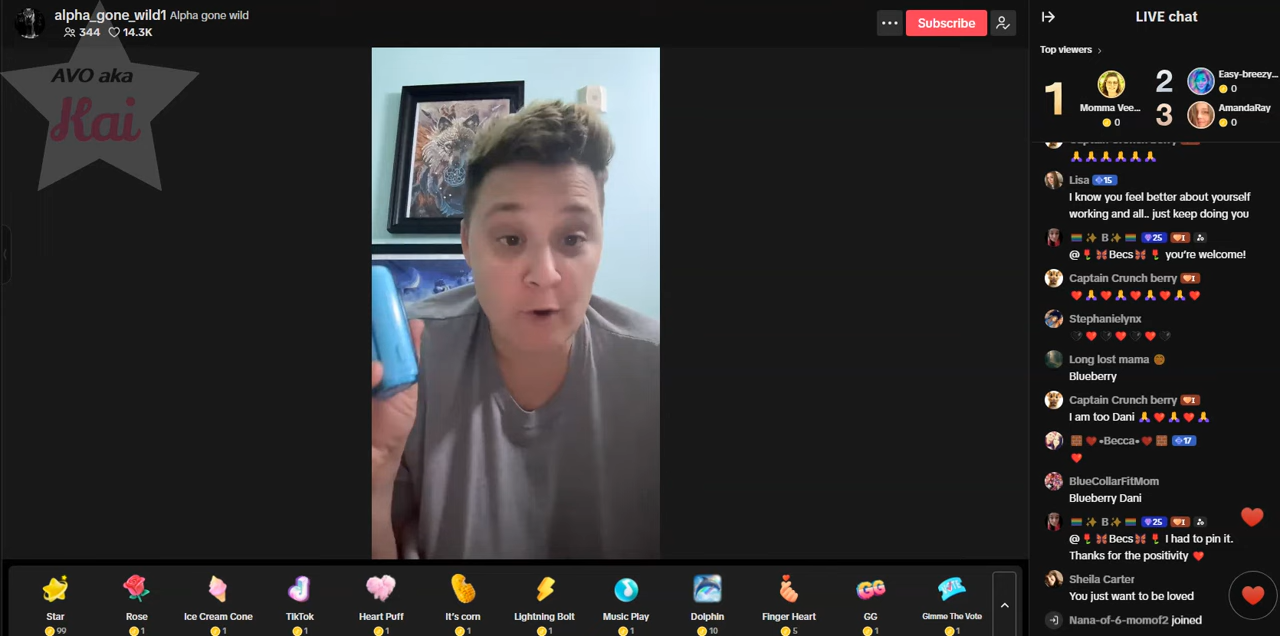 alpha_gone_wild1 Alpha gone wild
344 14.3K
Subscribe
AVO aka
Kai
LIVE chat
Top viewers
1
Momma Vee...
0
2
Easy-breezy...
0
3
AmandaRay
0
Lisa 15
I know you feel better about yourself
working and all.. just keep doing you
B 25 I
@ Becs you're welcome!
Captain Crunch berry I
Stephanielynx
Long lost mama
Blueberry
Captain Crunch berry I
I am too Dani
•Becca• 17
BlueCollarFitMom
Blueberry Dani
B 25 I
@ Becs I had to pin it.
Thanks for the positivity
Sheila Carter
You just want to be loved
Nana-of-6-momof2 joined
Star
99
Rose
1
Ice Cream Cone
1
TikTok
1
Heart Puff
1
It's corn
1
Lightning Bolt
1
Music Play
1
Dolphin
10
Finger Heart
5
GG
GG
1
Gimme The Vote
1